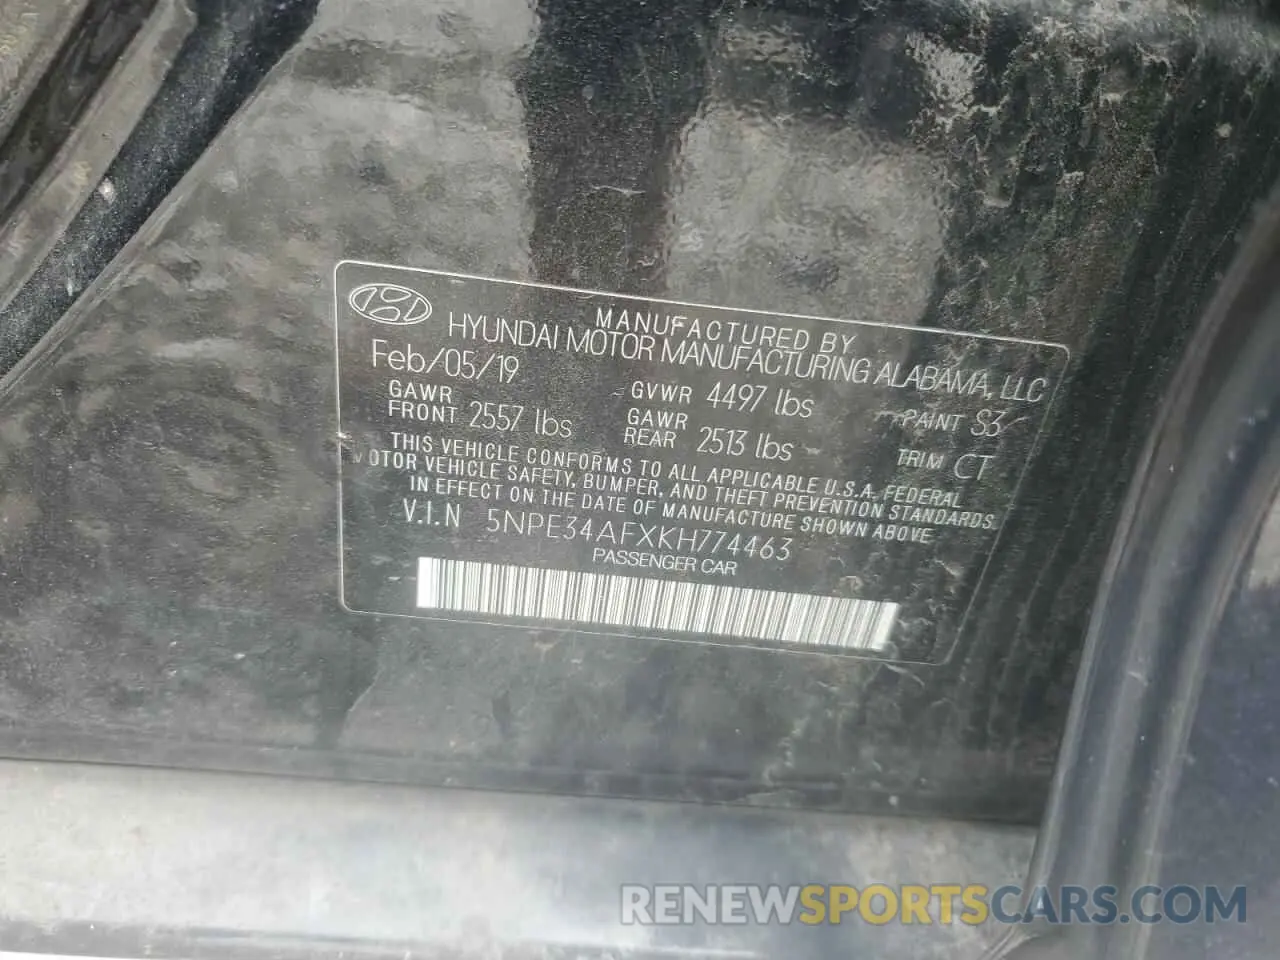 MANUFACTURED BY
HYUNDAI MOTOR MANUFACTURING ALABAMA, LLC
Feb/05/19
GVWR 4497 lbs
PAINT S3
GAWR FRONT 2557 lbs
GAWR REAR 2513 lbs
TRIM CT
THIS VEHICLE CONFORMS TO ALL APPLICABLE U.S.A. FEDERAL
MOTOR VEHICLE SAFETY, BUMPER, AND THEFT PREVENTION STANDARDS
IN EFFECT ON THE DATE OF MANUFACTURE SHOWN ABOVE
V.I.N 5NPE34AFXKH774463
PASSENGER CAR
RENEWSPORTSCARS.COM